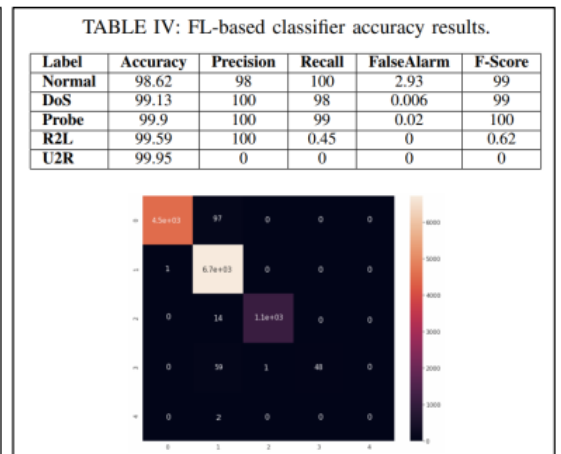 TABLE IV: FL-based classifier accuracy results.
Label Accuracy Precision Recall FalseAlarm F-Score
Normal 98.62 98 100 2.93 99
DoS 99.13 100 98 0.006 99
Probe 99.9 100 99 0.02 100
R2L 99.59 100 0.45 0 0.62
U2R 99.95 0 0 0 0
0 4.5e+03 97 0 0 0
1 1 6.7e+03 0 0 0
2 0 14 1.1e+03 0 0
3 0 59 1 48 0
4 0 2 0 0 0
0 1 2 3 4
6000
5000
4000
3000
2000
1000
0